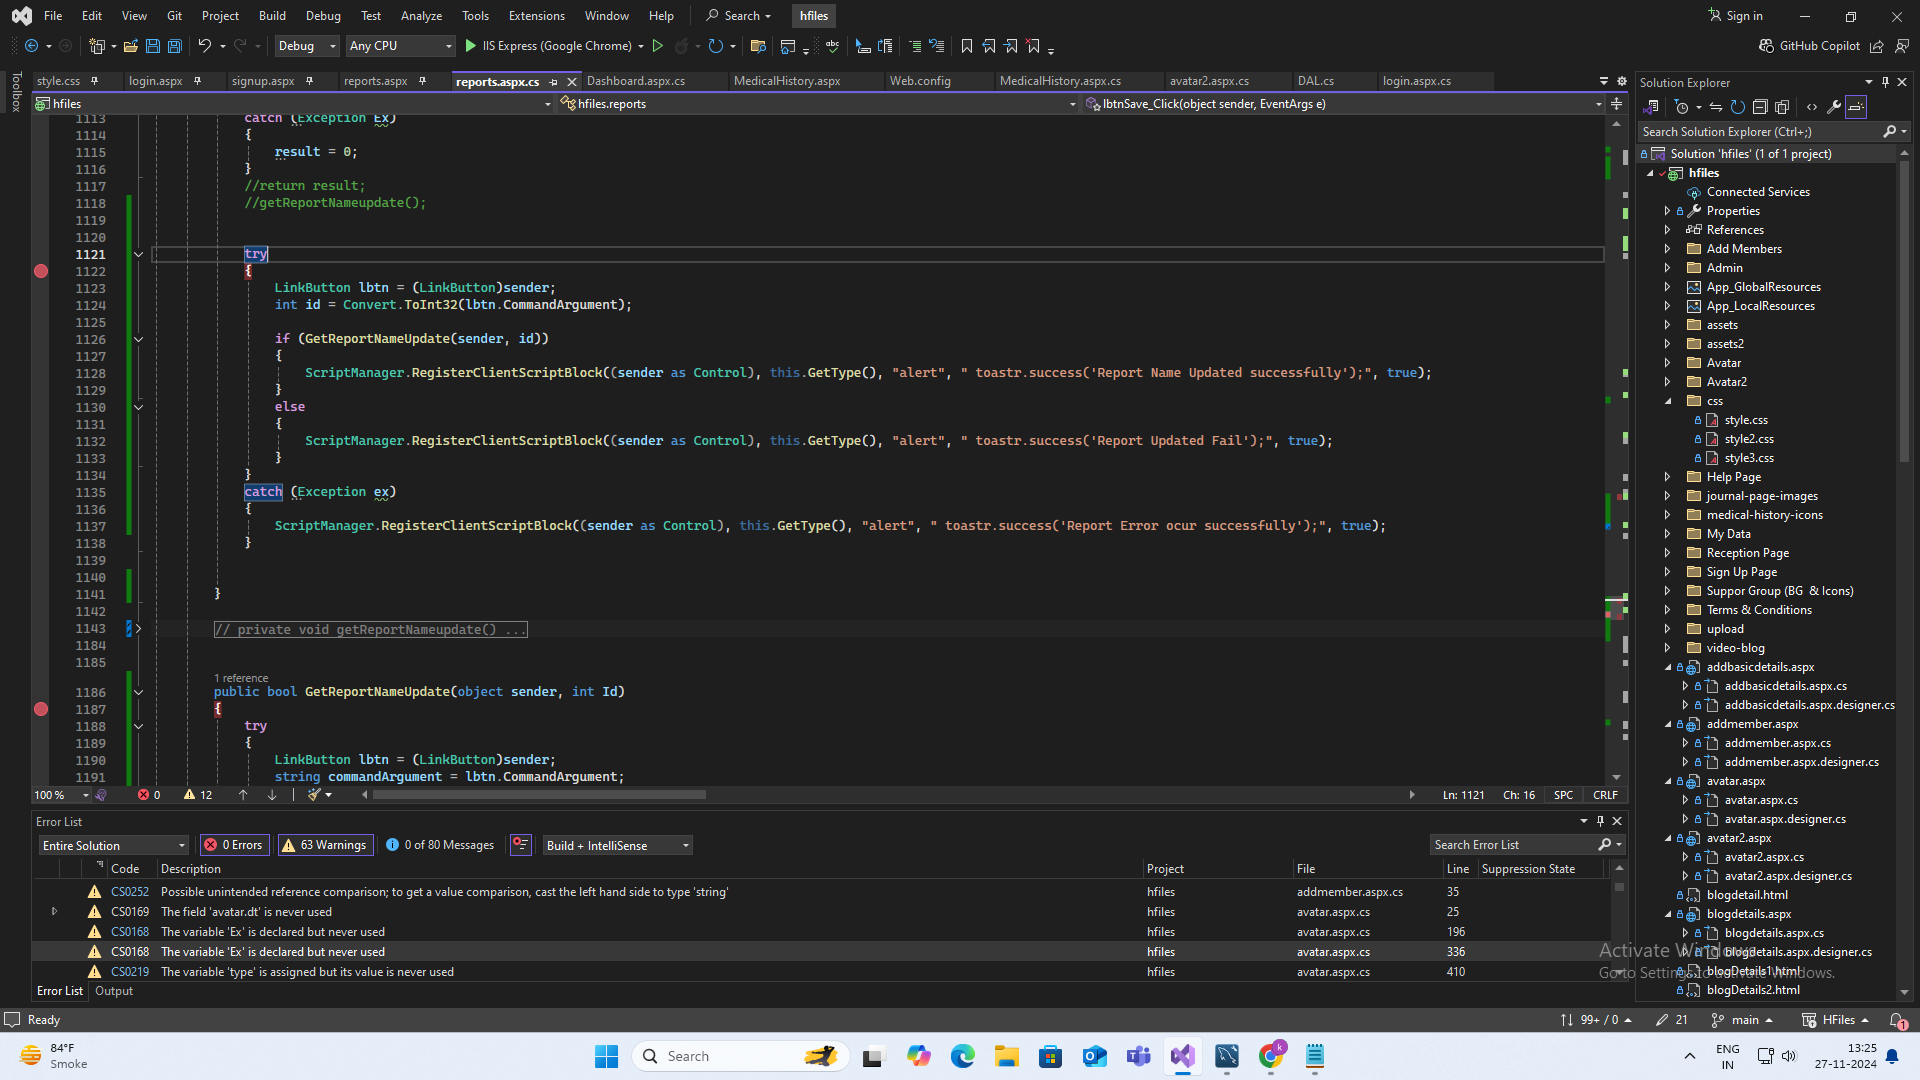 File Edit View Git Project Build Debug Test Analyze Tools Extensions Window Help Search hfiles Sign in
Debug Any CPU IIS Express (Google Chrome) GitHub Copilot
Toolbox
style.css login.aspx signup.aspx reports.aspx reports.aspx.cs Dashboard.aspx.cs MedicalHistory.aspx Web.config MedicalHistory.aspx.cs avatar2.aspx.cs DAL.cs login.aspx.cs
hfiles hfiles.reports lbtnSave_Click(object sender, EventArgs e)
1113 catch (Exception Ex)
1114 {
1115 result = 0;
1116 }
1117 //return result;
1118 //getReportNameupdate();
1119
1120
1121 try
1122 {
1123 LinkButton lbtn = (LinkButton)sender;
1124 int id = Convert.ToInt32(lbtn.CommandArgument);
1125
1126 if (GetReportNameUpdate(sender, id))
1127 {
1128 ScriptManager.RegisterClientScriptBlock((sender as Control), this.GetType(), "alert", " toastr.success('Report Name Updated successfully');", true);
1129 }
1130 else
1131 {
1132 ScriptManager.RegisterClientScriptBlock((sender as Control), this.GetType(), "alert", " toastr.success('Report Updated Fail');", true);
1133 }
1134 }
1135 catch (Exception ex)
1136 {
1137 ScriptManager.RegisterClientScriptBlock((sender as Control), this.GetType(), "alert", " toastr.success('Report Error ocur successfully');", true);
1138 }
1139
1140
1141 }
1142
1143 // private void getReportNameupdate() ...
1184
1185
1 reference
1186 public bool GetReportNameUpdate(object sender, int Id)
1187 {
1188 try
1189 {
1190 LinkButton lbtn = (LinkButton)sender;
1191 string commandArgument = lbtn.CommandArgument;
100 % 0 12 Ln: 1121 Ch: 16 SPC CRLF
Error List
Entire Solution 0 Errors 63 Warnings 0 of 80 Messages Build + IntelliSense Search Error List
Code Description Project File Line Suppression State
CS0252 Possible unintended reference comparison; to get a value comparison, cast the left hand side to type 'string' hfiles addmember.aspx.cs 35
CS0169 The field 'avatar.dt' is never used hfiles avatar.aspx.cs 25
CS0168 The variable 'Ex' is declared but never used hfiles avatar.aspx.cs 196
CS0168 The variable 'Ex' is declared but never used hfiles avatar.aspx.cs 336
CS0219 The variable 'type' is assigned but its value is never used hfiles avatar.aspx.cs 410
Error List Output
Solution Explorer
Search Solution Explorer (Ctrl+;)
Solution 'hfiles' (1 of 1 project)
hfiles
Connected Services
Properties
References
Add Members
Admin
App_GlobalResources
App_LocalResources
assets
assets2
Avatar
Avatar2
css
style.css
style2.css
style3.css
Help Page
journal-page-images
medical-history-icons
My Data
Reception Page
Sign Up Page
Suppor Group (BG & Icons)
Terms & Conditions
upload
video-blog
addbasicdetails.aspx
addbasicdetails.aspx.cs
addbasicdetails.aspx.designer.cs
addmember.aspx
addmember.aspx.cs
addmember.aspx.designer.cs
avatar.aspx
avatar.aspx.cs
avatar.aspx.designer.cs
avatar2.aspx
avatar2.aspx.cs
avatar2.aspx.designer.cs
blogdetail.html
blogdetails.aspx
blogdetails.aspx.cs
blogdetails.aspx.designer.cs
blogDetails1.html
blogDetails2.html
Activate Windows
Go to Settings to activate Windows.
Ready 99+ / 0 21 main HFiles 1
84°F
Smoke
Search
k
ENG
IN
13:25
27-11-2024